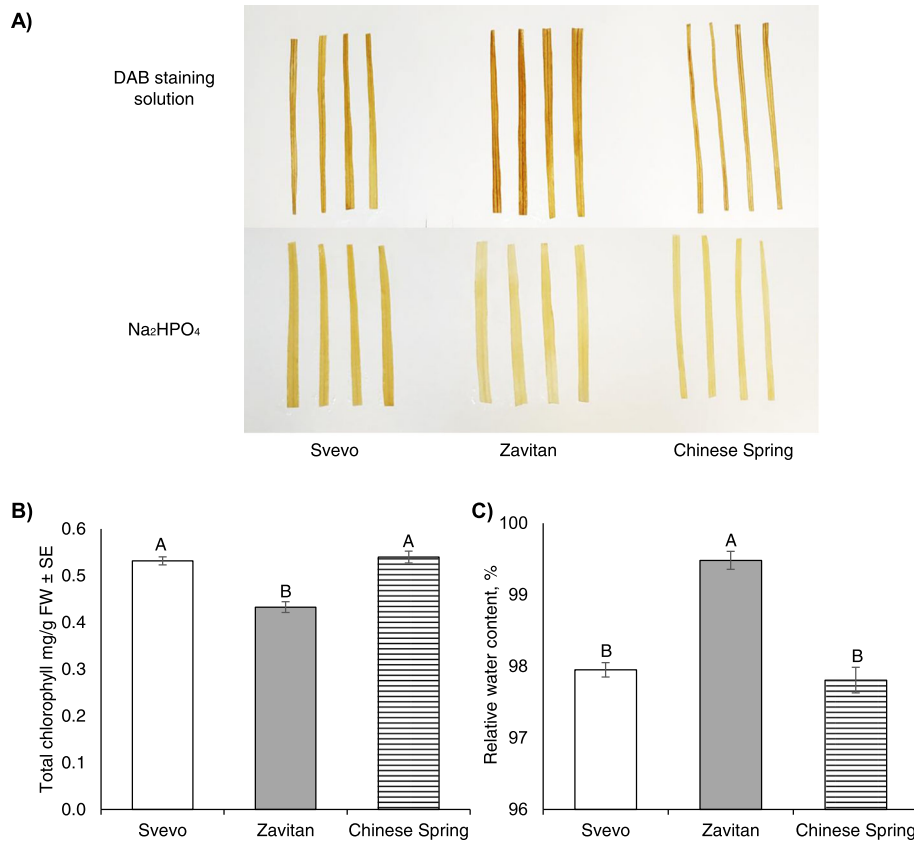 A)
DAB staining
solution
Na₂HPO₄
Svevo
Zavitan
Chinese Spring
B)
Total chlorophyll mg/g FW ± SE
0.6
0.5
0.4
0.3
0.2
0.1
0.0
A
B
A
Svevo
Zavitan
Chinese Spring
C)
Relative water content, %
100
99
98
97
96
B
A
B
Svevo
Zavitan
Chinese Spring